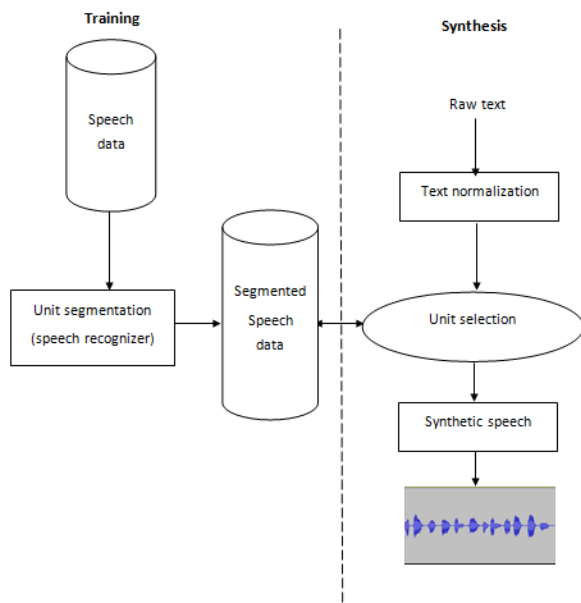 Training
Synthesis
Speech
data
Raw text
Text normalization
Unit segmentation
(speech recognizer)
Segmented
Speech
data
Unit selection
Synthetic speech